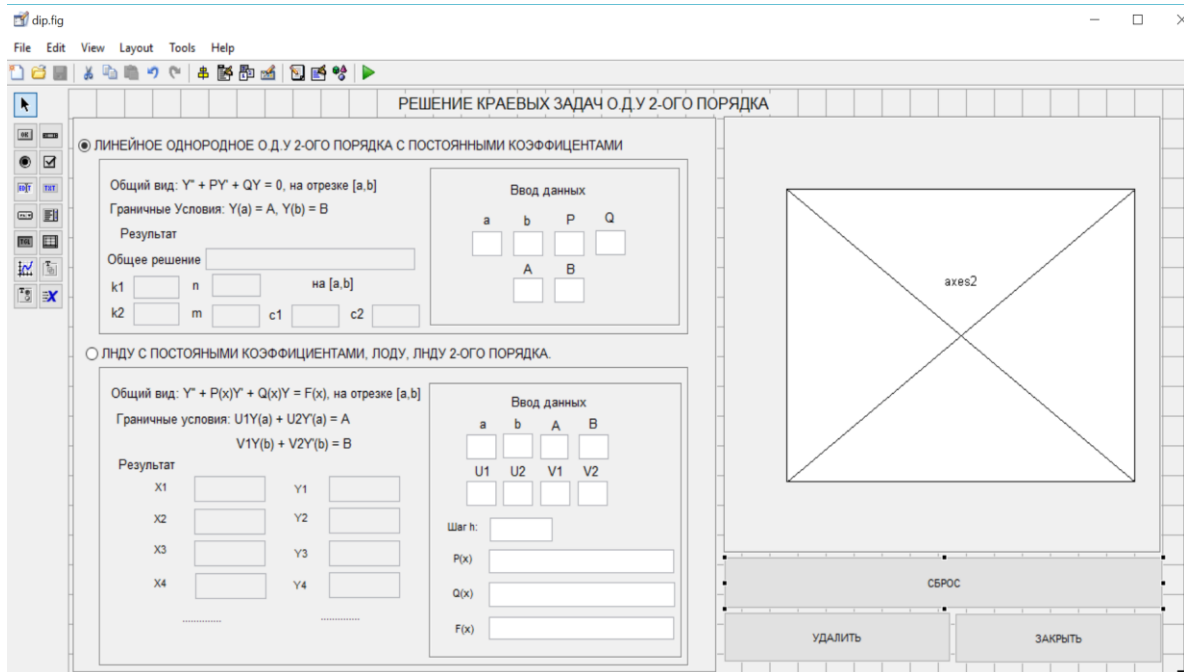 dip.fig
File Edit View Layout Tools Help
РЕШЕНИЕ КРАЕВЫХ ЗАДАЧ О.Д.У 2-ОГО ПОРЯДКА
ЛИНЕЙНОЕ ОДНОРОДНОЕ О.Д.У 2-ОГО ПОРЯДКА С ПОСТОЯННЫМИ КОЭФФИЦЕНТАМИ
Общий вид: Y'' + PY' + QY = 0, на отрезке [a,b]
Граничные Условия: Y(a) = A, Y(b) = B
Результат
Общее решение
k1 n на [a,b]
k2 m c1 c2
Ввод данных
a b P Q
A B
ЛНДУ С ПОСТОЯНЫМИ КОЭФФИЦИЕНТАМИ, ЛОДУ, ЛНДУ 2-ОГО ПОРЯДКА.
Общий вид: Y'' + P(x)Y' + Q(x)Y = F(x), на отрезке [a,b]
Граничные условия: U1Y(a) + U2Y'(a) = A
V1Y(b) + V2Y'(b) = B
Результат
X1 Y1
X2 Y2
X3 Y3
X4 Y4
............. .............
Ввод данных
a b A B
U1 U2 V1 V2
Шаг h:
P(x)
Q(x)
F(x)
axes2
СБРОС
УДАЛИТЬ ЗАКРЫТЬ